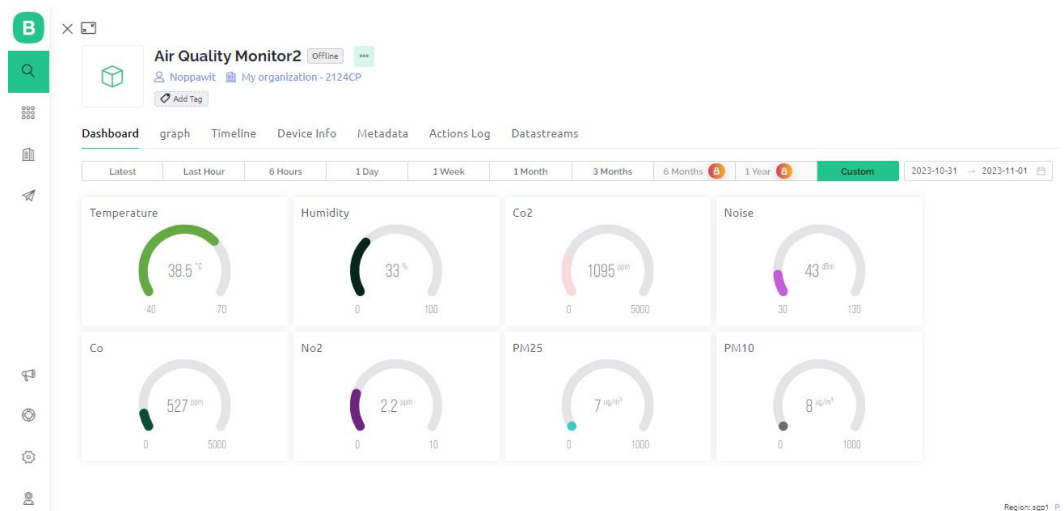 B
Air Quality Monitor2 Offline
Noppawit My organization - 2124CP
Add Tag
Dashboard graph Timeline Device Info Metadata Actions Log Datastreams
Latest Last Hour 6 Hours 1 Day 1 Week 1 Month 3 Months 6 Months 1 Year Custom 2023-10-31 → 2023-11-01
Temperature
38.5 °C
-40 70
Humidity
33 %
0 100
Co2
1095 ppm
0 5000
Noise
43 dBm
30 130
Co
527 ppm
0 5000
No2
2.2 ppm
0 10
PM25
7 ug/m³
0 1000
PM10
8 ug/m³
0 1000
Region: sgp1 P